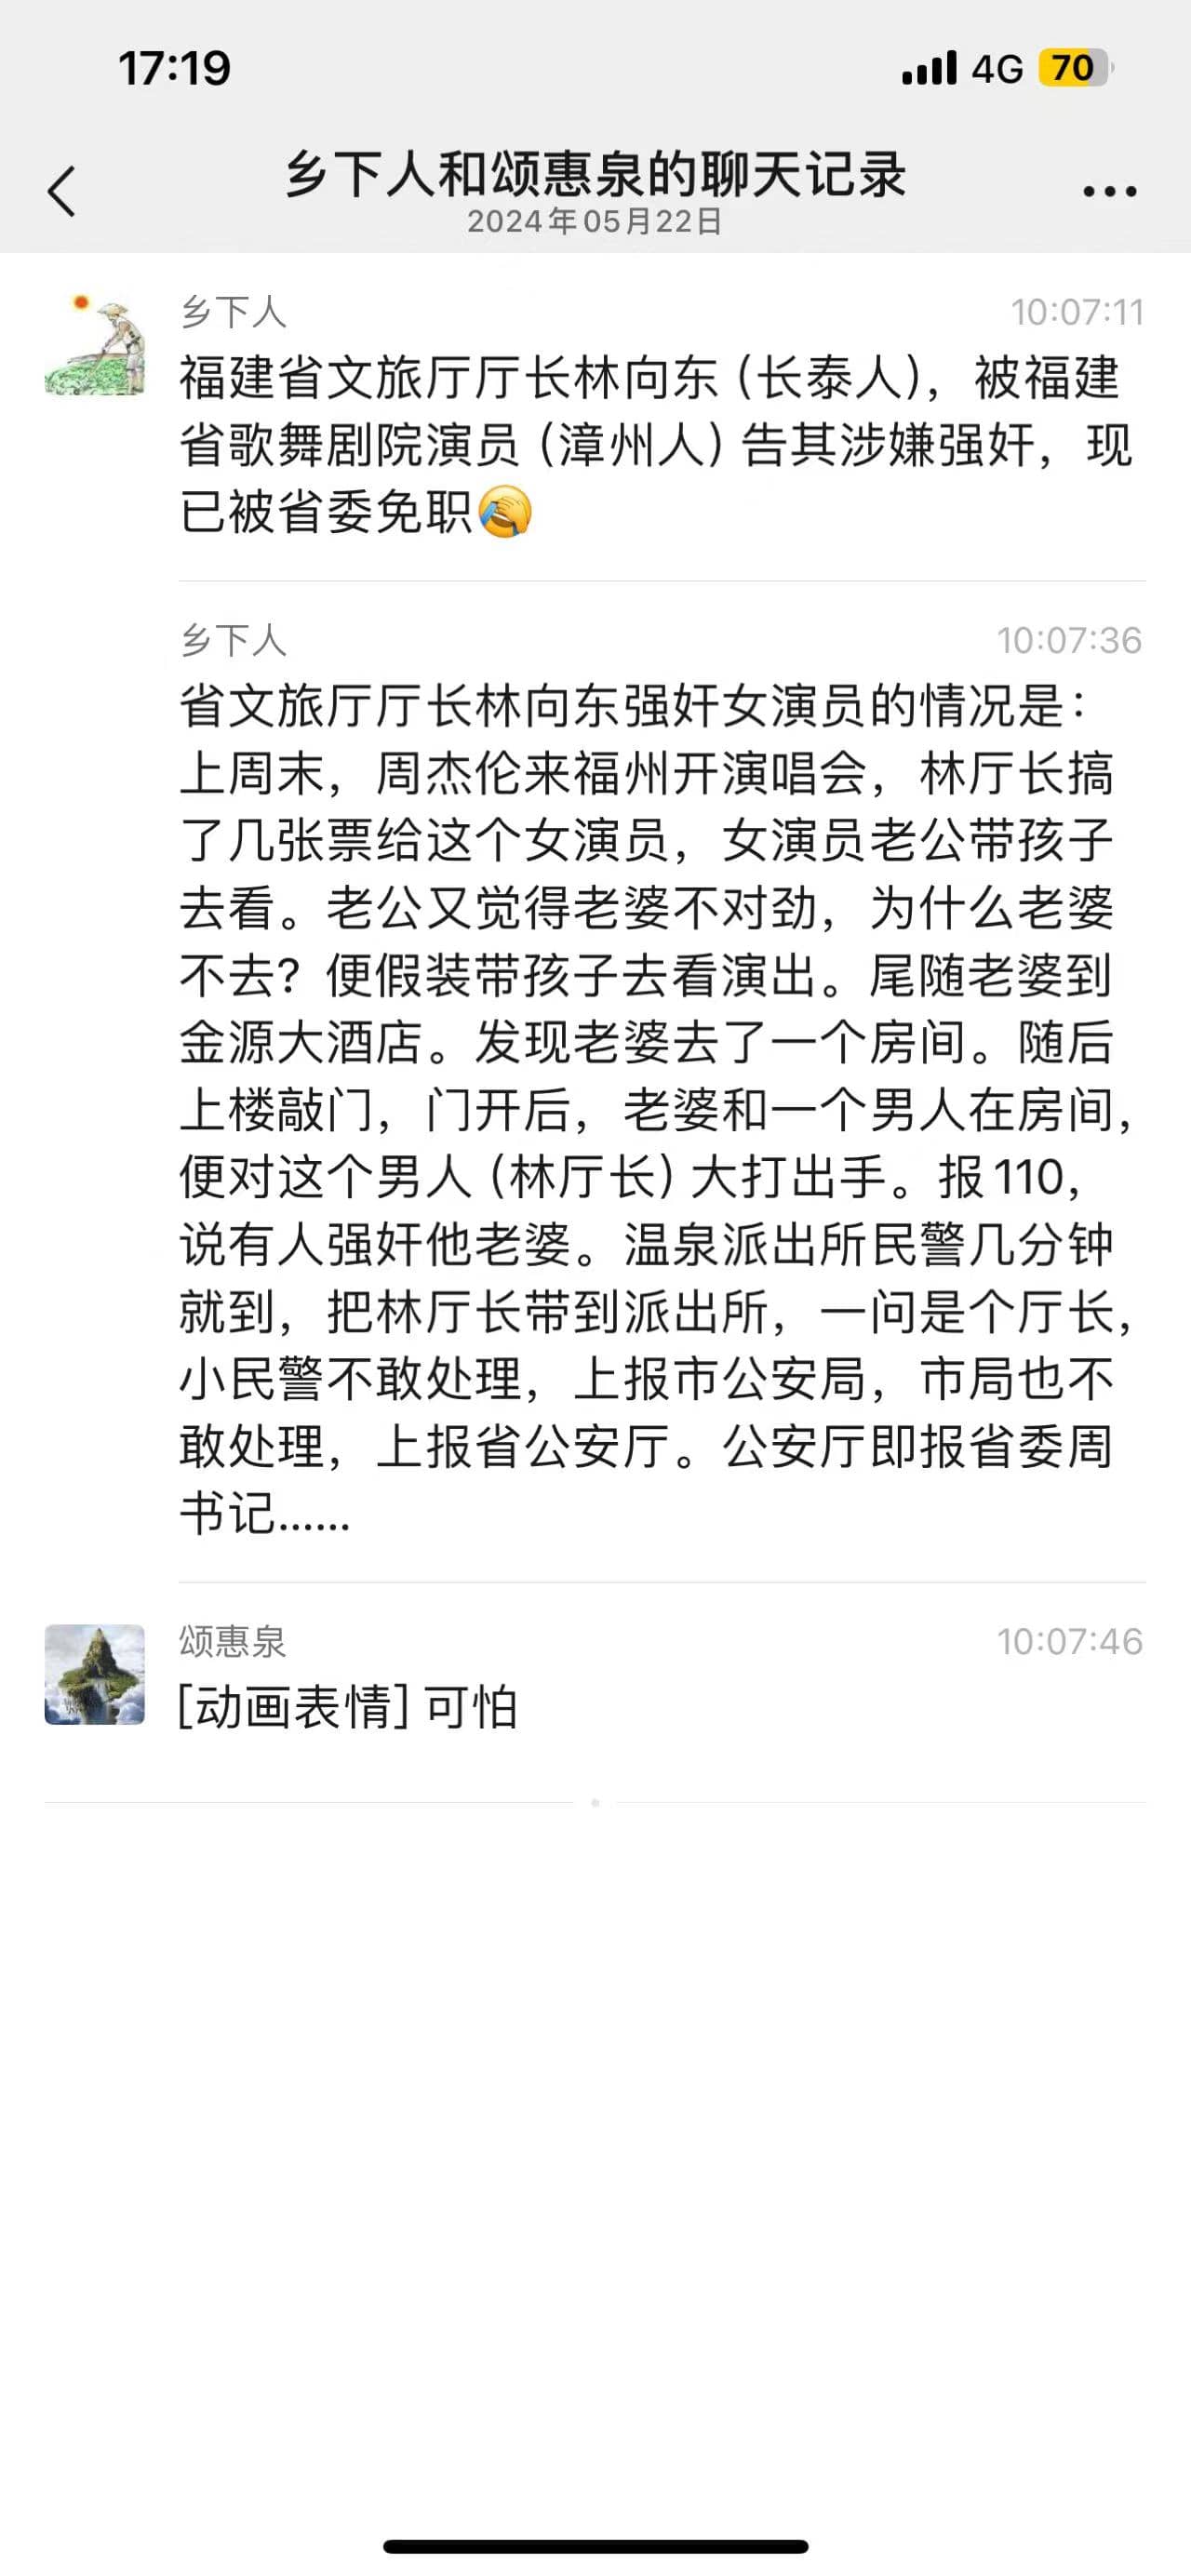 17:19
4G 70
乡下人和颂惠泉的聊天记录
2024年05月22日
乡下人 10:07:11
福建省文旅厅厅长林向东（长泰人），被福建
省歌舞剧院演员（漳州人）告其涉嫌强奸，现
已被省委免职🤦
乡下人 10:07:36
省文旅厅厅长林向东强奸女演员的情况是：
上周末，周杰伦来福州开演唱会，林厅长搞
了几张票给这个女演员，女演员老公带孩子
去看。老公又觉得老婆不对劲，为什么老婆
不去？便假装带孩子去看演出。尾随老婆到
金源大酒店。发现老婆去了一个房间。随后
上楼敲门，门开后，老婆和一个男人在房间，
便对这个男人（林厅长）大打出手。报110，
说有人强奸他老婆。温泉派出所民警几分钟
就到，把林厅长带到派出所，一问是个厅长，
小民警不敢处理，上报市公安局，市局也不
敢处理，上报省公安厅。公安厅即报省委周
书记……
颂惠泉 10:07:46
[动画表情] 可怕